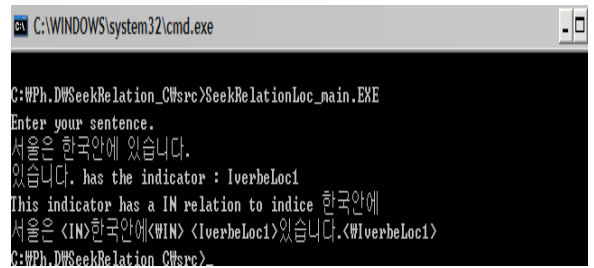 C:\WINDOWS\system32\cmd.exe
C:₩Ph.D₩SeekRelation_C₩src>SeekRelationLoc_main.EXE
Enter your sentence.
서울은 한국안에 있습니다.
있습니다. has the indicator : IverbeLoc1
This indicator has a IN relation to indice 한국안에
서울은 <IN>한국안에<₩IN> <IverbeLoc1>있습니다.<₩IverbeLoc1>
C:₩Ph.D₩SeekRelation_C₩src>_